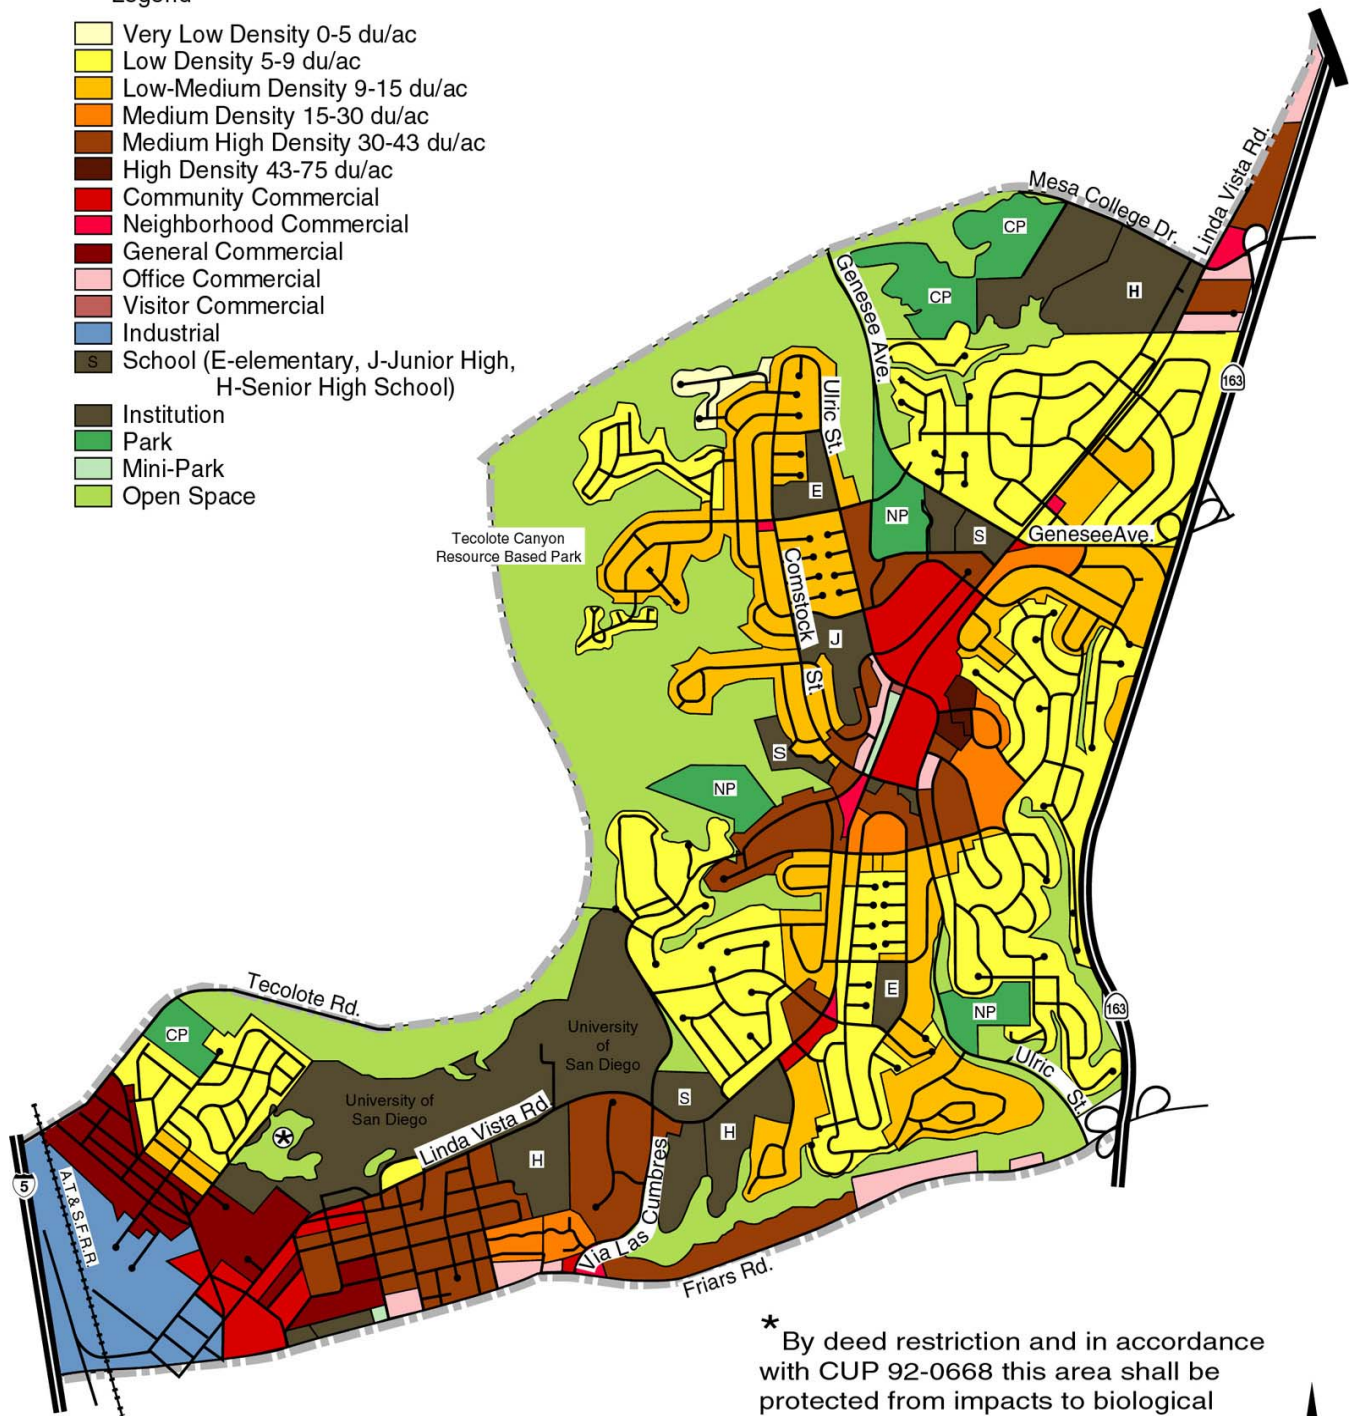 Legend
Very Low Density 0-5 du/ac
Low Density 5-9 du/ac
Low-Medium Density 9-15 du/ac
Medium Density 15-30 du/ac
Medium High Density 30-43 du/ac
High Density 43-75 du/ac
Community Commercial
Neighborhood Commercial
General Commercial
Office Commercial
Visitor Commercial
Industrial
S School (E-elementary, J-Junior High,
H-Senior High School)
Institution
Park
Mini-Park
Open Space
Mesa College Dr.
Linda Vista Rd.
CP
CP
H
Genesee Ave.
163
Ulric St.
E
NP
S
GeneseeAve.
Tecolote Canyon
Resource Based Park
Comstock
St.
J
S
NP
E
NP
163
Ulric St.
Tecolote Rd.
CP
University
of
San Diego
University of
San Diego
*
Linda Vista Rd.
S
H
H
Via Las Cumbres
Friars Rd.
5
A.T.& S.F.R.R.
*
By deed restriction and in accordance
with CUP 92-0668 this area shall be
protected from impacts to biological